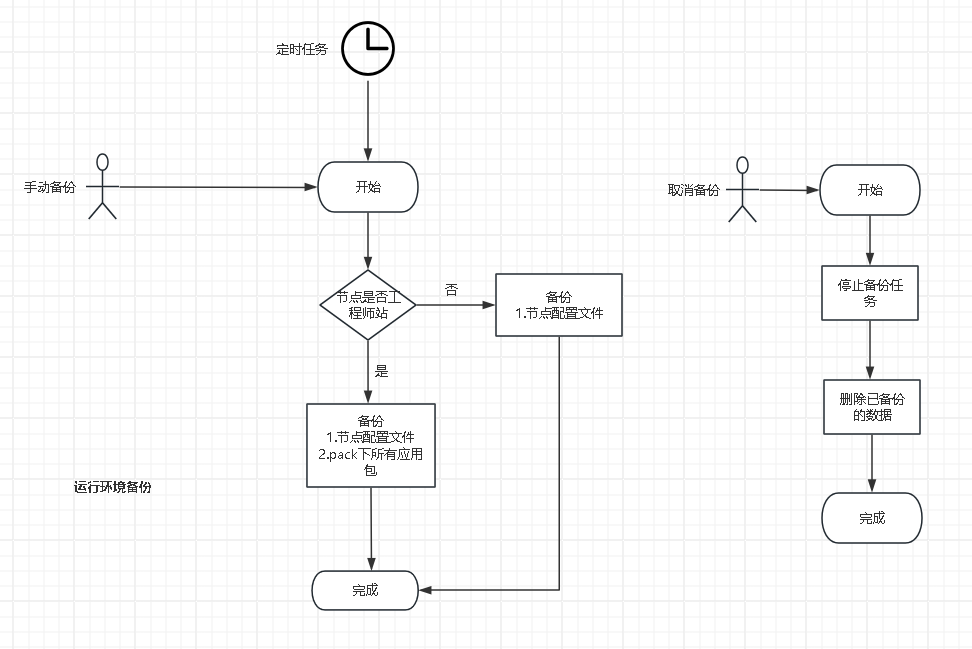 定时任务
手动备份
开始
节点是否工
程师站
否
备份
1.节点配置文件
是
备份
1.节点配置文件
2.pack下所有应用
包
运行环境备份
完成
取消备份
开始
停止备份任
务
删除已备份
的数据
完成